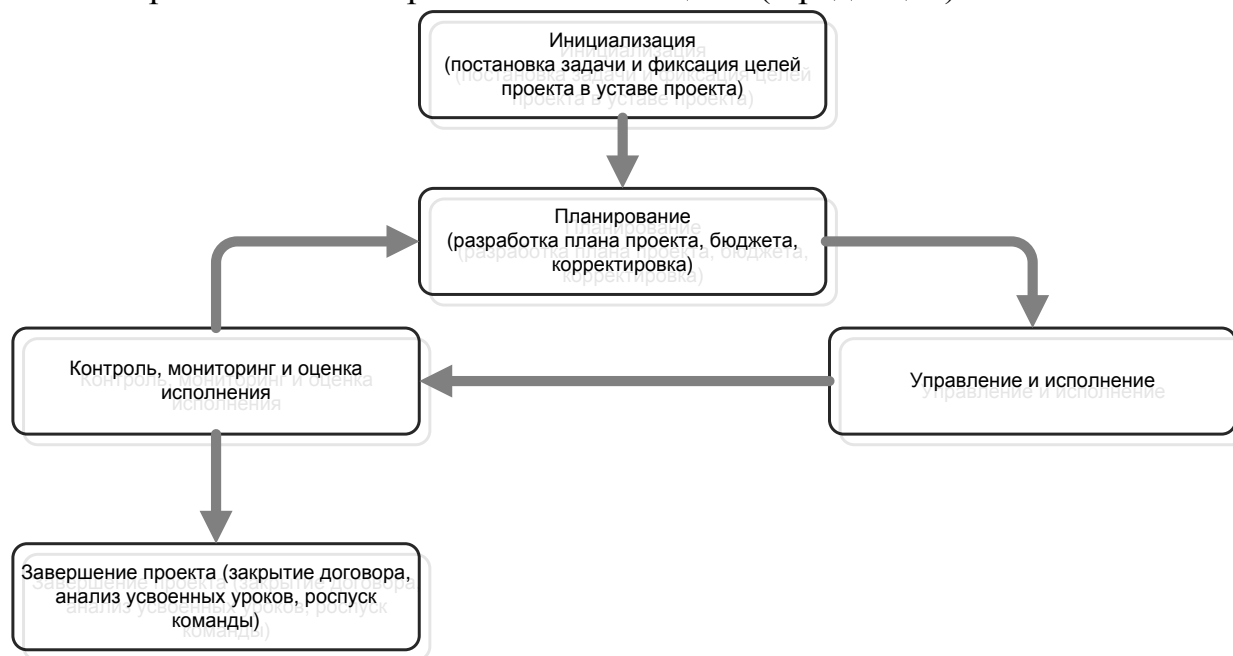 Инициализация
(постановка задачи и фиксация целей
проекта в уставе проекта)
Планирование
(разработка плана проекта, бюджета,
корректировка)
Контроль, мониторинг и оценка
исполнения
Управление и исполнение
Завершение проекта (закрытие договора,
анализ усвоенных уроков, роспуск
команды)